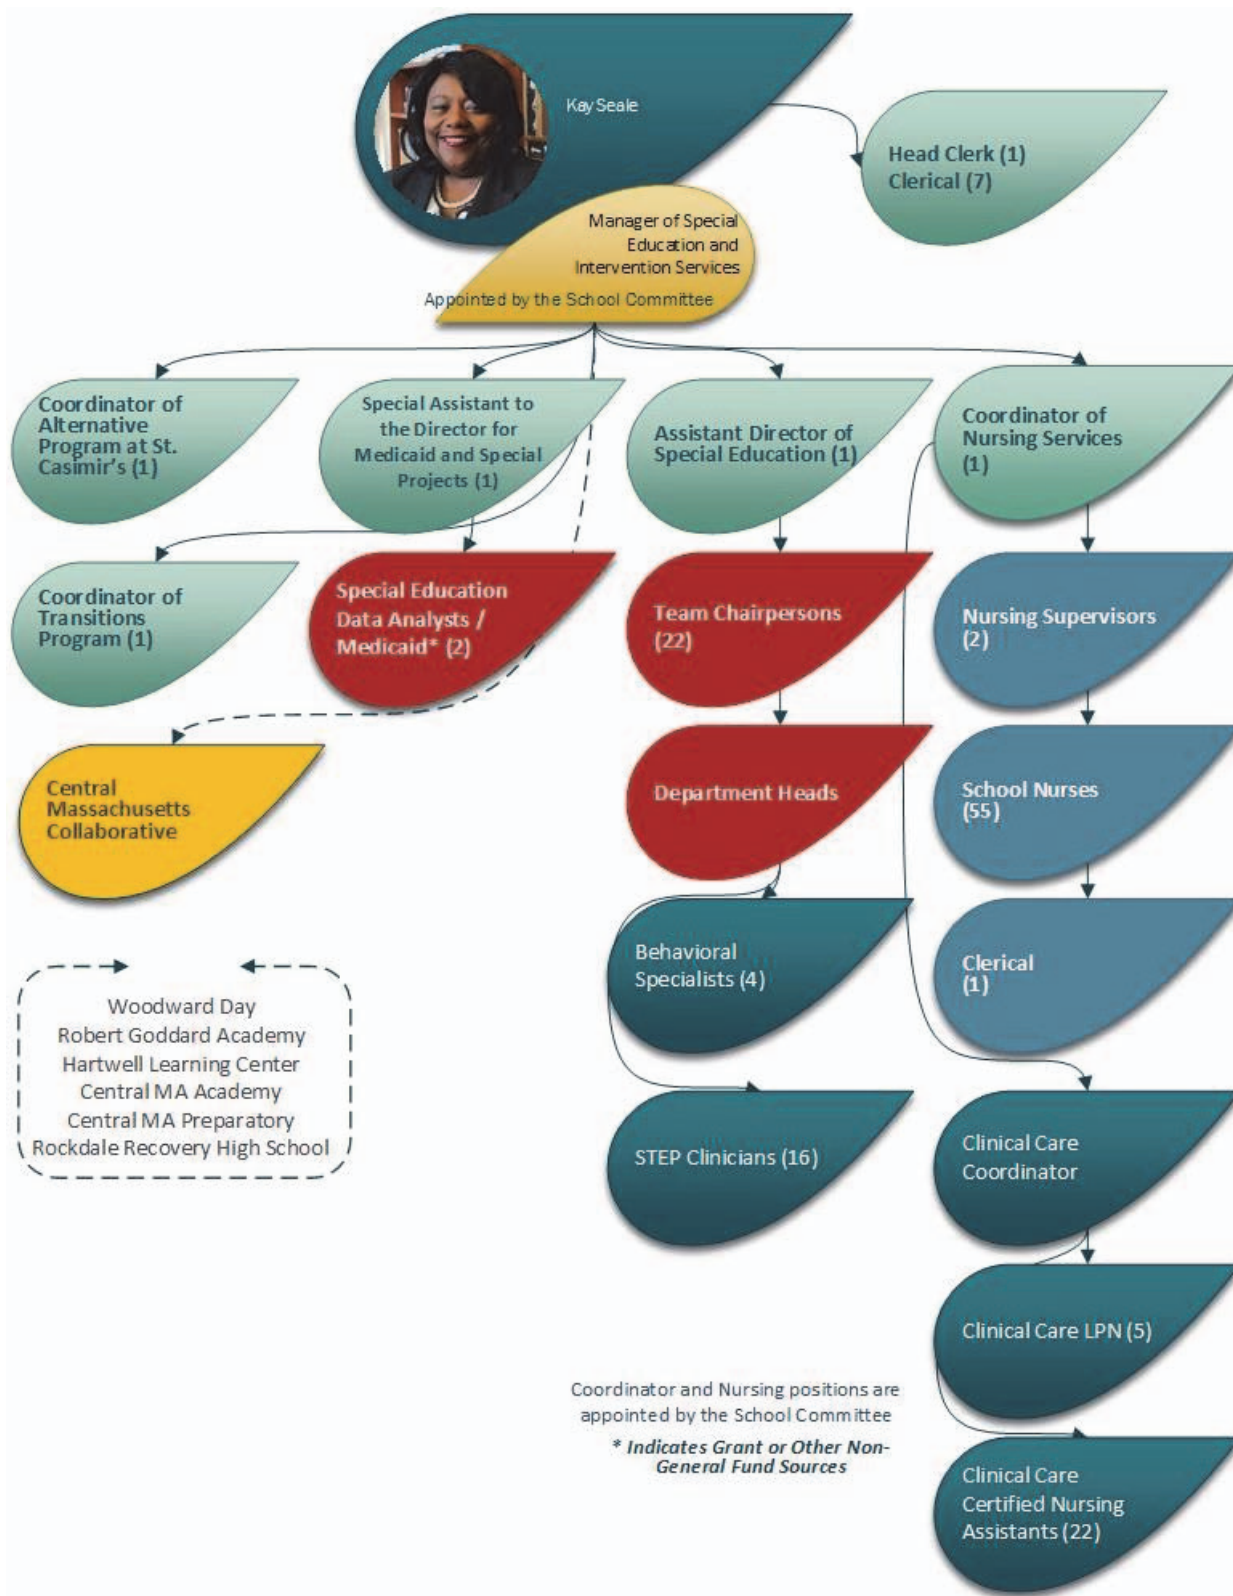 Kay Seale
Head Clerk (1)
Clerical (7)
Manager of Special
Education and
Intervention Services
Appointed by the School Committee
Coordinator of
Alternative
Program at St.
Casimir's (1)
Special Assistant to
the Director for
Medicaid and Special
Projects (1)
Assistant Director of
Special Education (1)
Coordinator of
Nursing Services
(1)
Coordinator of
Transitions
Program (1)
Special Education
Data Analysts /
Medicaid* (2)
Team Chairpersons
(22)
Nursing Supervisors
(2)
Central
Massachusetts
Collaborative
Department Heads
School Nurses
(55)
Behavioral
Specialists (4)
Clerical
(1)
Woodward Day
Robert Goddard Academy
Hartwell Learning Center
Central MA Academy
Central MA Preparatory
Rockdale Recovery High School
STEP Clinicians (16)
Clinical Care
Coordinator
Clinical Care LPN (5)
Coordinator and Nursing positions are
appointed by the School Committee
* Indicates Grant or Other Non-
General Fund Sources
Clinical Care
Certified Nursing
Assistants (22)